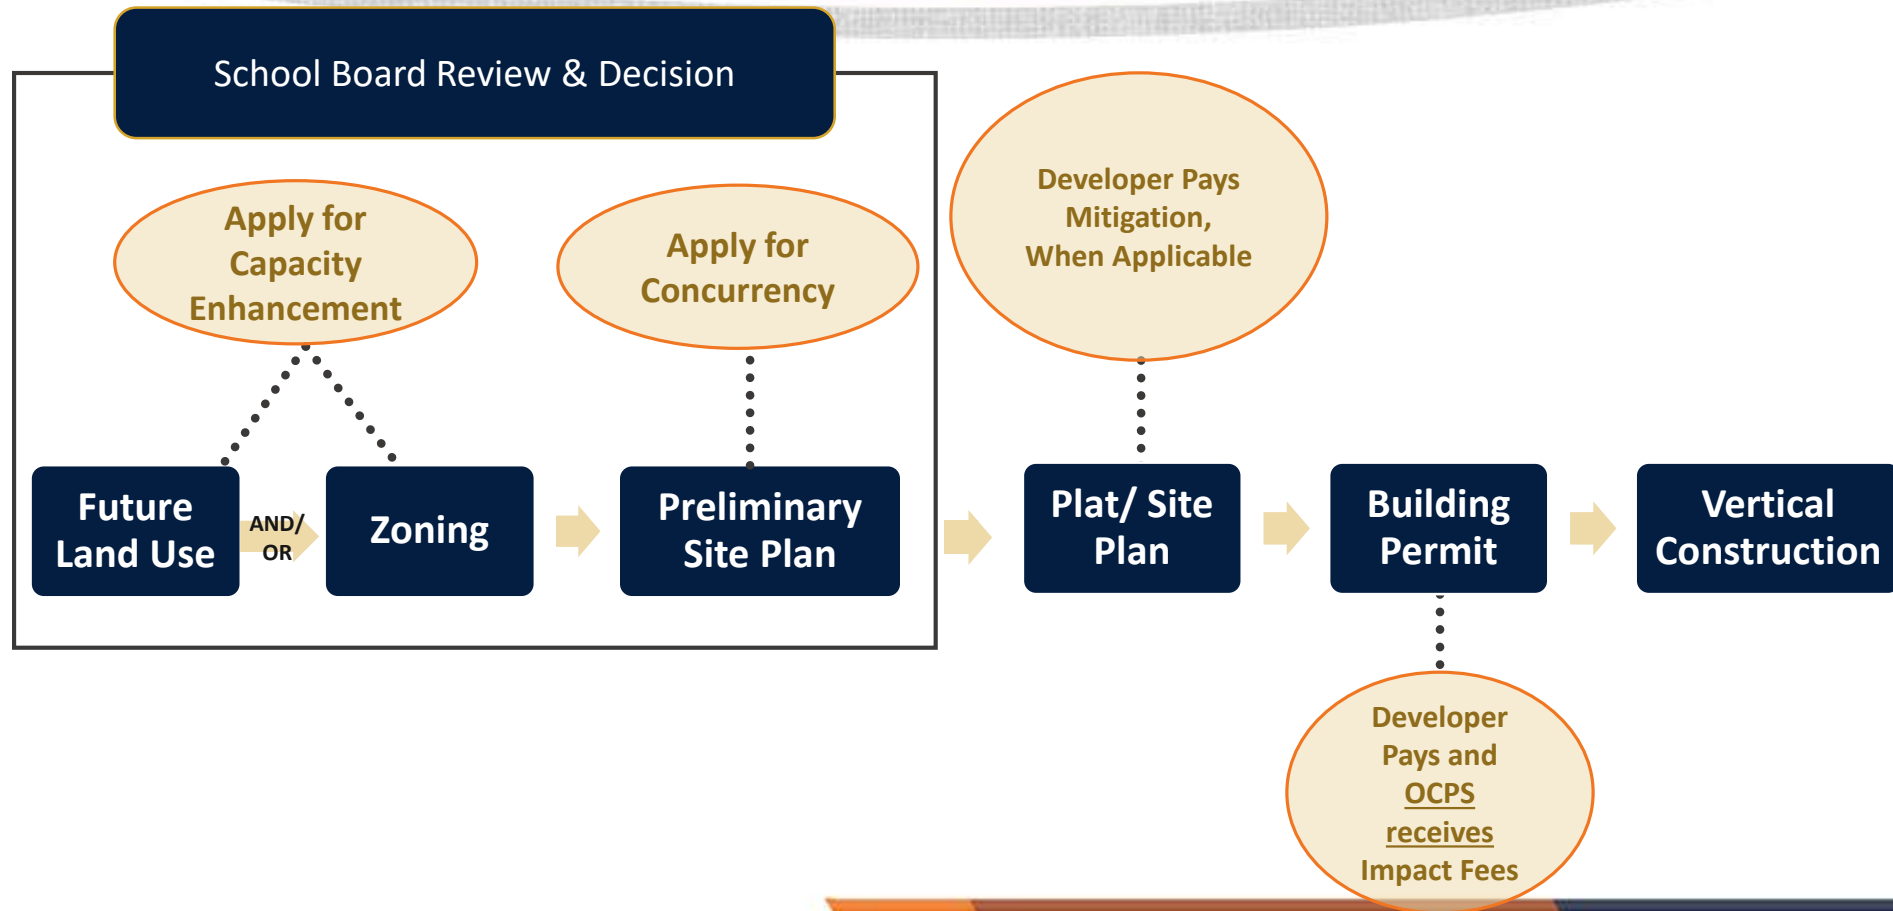 School Board Review & Decision
Apply for
Capacity
Enhancement
Apply for
Concurrency
Developer Pays
Mitigation,
When Applicable
Future
Land Use
AND/
OR
Zoning
Preliminary
Site Plan
Plat/ Site
Plan
Building
Permit
Vertical
Construction
Developer
Pays and
OCPS
receives
Impact Fees